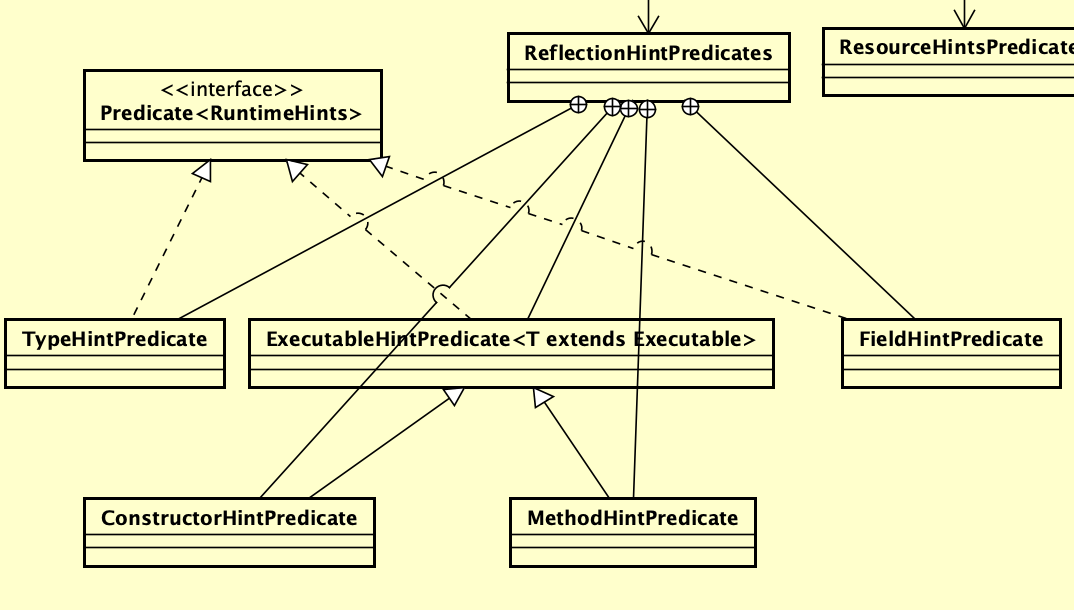 ReflectionHintPredicates
ResourceHintsPredicate
<<interface>>
Predicate<RuntimeHints>
TypeHintPredicate
ExecutableHintPredicate<T extends Executable>
FieldHintPredicate
ConstructorHintPredicate
MethodHintPredicate